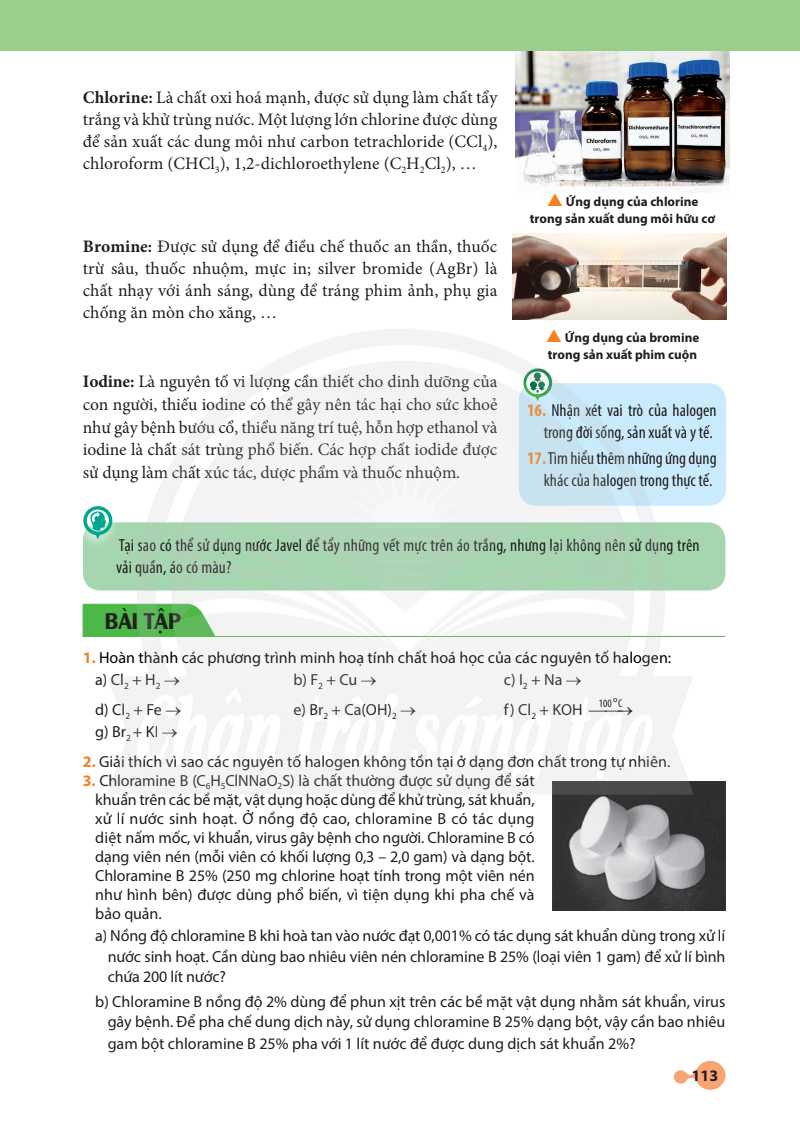 Chlorine: Là chất oxi hoá mạnh, được sử dụng làm chất tẩy
trắng và khử trùng nước. Một lượng lớn chlorine được dùng
để sản xuất các dung môi như carbon tetrachloride (CCl₄),
chloroform (CHCl₃), 1,2-dichloroethylene (C₂H₂Cl₂), …
Chloroform
Dichloromethane
Tetrachloromethane
▲ Ứng dụng của chlorine
trong sản xuất dung môi hữu cơ
Bromine: Được sử dụng để điều chế thuốc an thần, thuốc
trừ sâu, thuốc nhuộm, mực in; silver bromide (AgBr) là
chất nhạy với ánh sáng, dùng để tráng phim ảnh, phụ gia
chống ăn mòn cho xăng, …
▲ Ứng dụng của bromine
trong sản xuất phim cuộn
Iodine: Là nguyên tố vi lượng cần thiết cho dinh dưỡng của
con người, thiếu iodine có thể gây nên tác hại cho sức khoẻ
như gây bệnh bướu cổ, thiểu năng trí tuệ, hỗn hợp ethanol và
iodine là chất sát trùng phổ biến. Các hợp chất iodide được
sử dụng làm chất xúc tác, dược phẩm và thuốc nhuộm.
16. Nhận xét vai trò của halogen
trong đời sống, sản xuất và y tế.
17. Tìm hiểu thêm những ứng dụng
khác của halogen trong thực tế.
Tại sao có thể sử dụng nước Javel để tẩy những vết mực trên áo trắng, nhưng lại không nên sử dụng trên
vải quần, áo có màu?
BÀI TẬP
1. Hoàn thành các phương trình minh hoạ tính chất hoá học của các nguyên tố halogen:
a) Cl₂ + H₂ → b) F₂ + Cu → c) I₂ + Na →
d) Cl₂ + Fe → e) Br₂ + Ca(OH)₂ → f) Cl₂ + KOH 100 °C →
g) Br₂ + KI →
2. Giải thích vì sao các nguyên tố halogen không tồn tại ở dạng đơn chất trong tự nhiên.
3. Chloramine B (C₆H₅ClNNaO₂S) là chất thường được sử dụng để sát
khuẩn trên các bề mặt, vật dụng hoặc dùng để khử trùng, sát khuẩn,
xử lí nước sinh hoạt. Ở nồng độ cao, chloramine B có tác dụng
diệt nấm mốc, vi khuẩn, virus gây bệnh cho người. Chloramine B có
dạng viên nén (mỗi viên có khối lượng 0,3 – 2,0 gam) và dạng bột.
Chloramine B 25% (250 mg chlorine hoạt tính trong một viên nén
như hình bên) được dùng phổ biến, vì tiện dụng khi pha chế và
bảo quản.
a) Nồng độ chloramine B khi hoà tan vào nước đạt 0,001% có tác dụng sát khuẩn dùng trong xử lí
nước sinh hoạt. Cần dùng bao nhiêu viên nén chloramine B 25% (loại viên 1 gam) để xử lí bình
chứa 200 lít nước?
b) Chloramine B nồng độ 2% dùng để phun xịt trên các bề mặt vật dụng nhằm sát khuẩn, virus
gây bệnh. Để pha chế dung dịch này, sử dụng chloramine B 25% dạng bột, vậy cần bao nhiêu
gam bột chloramine B 25% pha với 1 lít nước để được dung dịch sát khuẩn 2%?
Chân trời sáng tạo
113